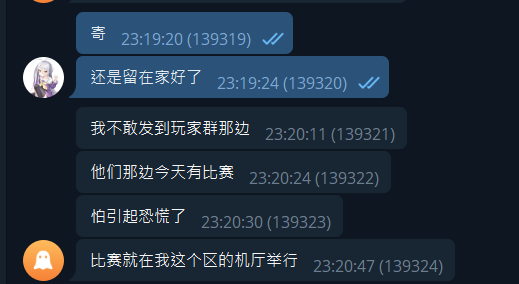 寄 23:19:20 (139319)
还是留在家好了 23:19:24 (139320)
我不敢发到玩家群那边 23:20:11 (139321)
他们那边今天有比赛 23:20:24 (139322)
怕引起恐慌了 23:20:30 (139323)
比赛就在我这个区的机厅举行 23:20:47 (139324)